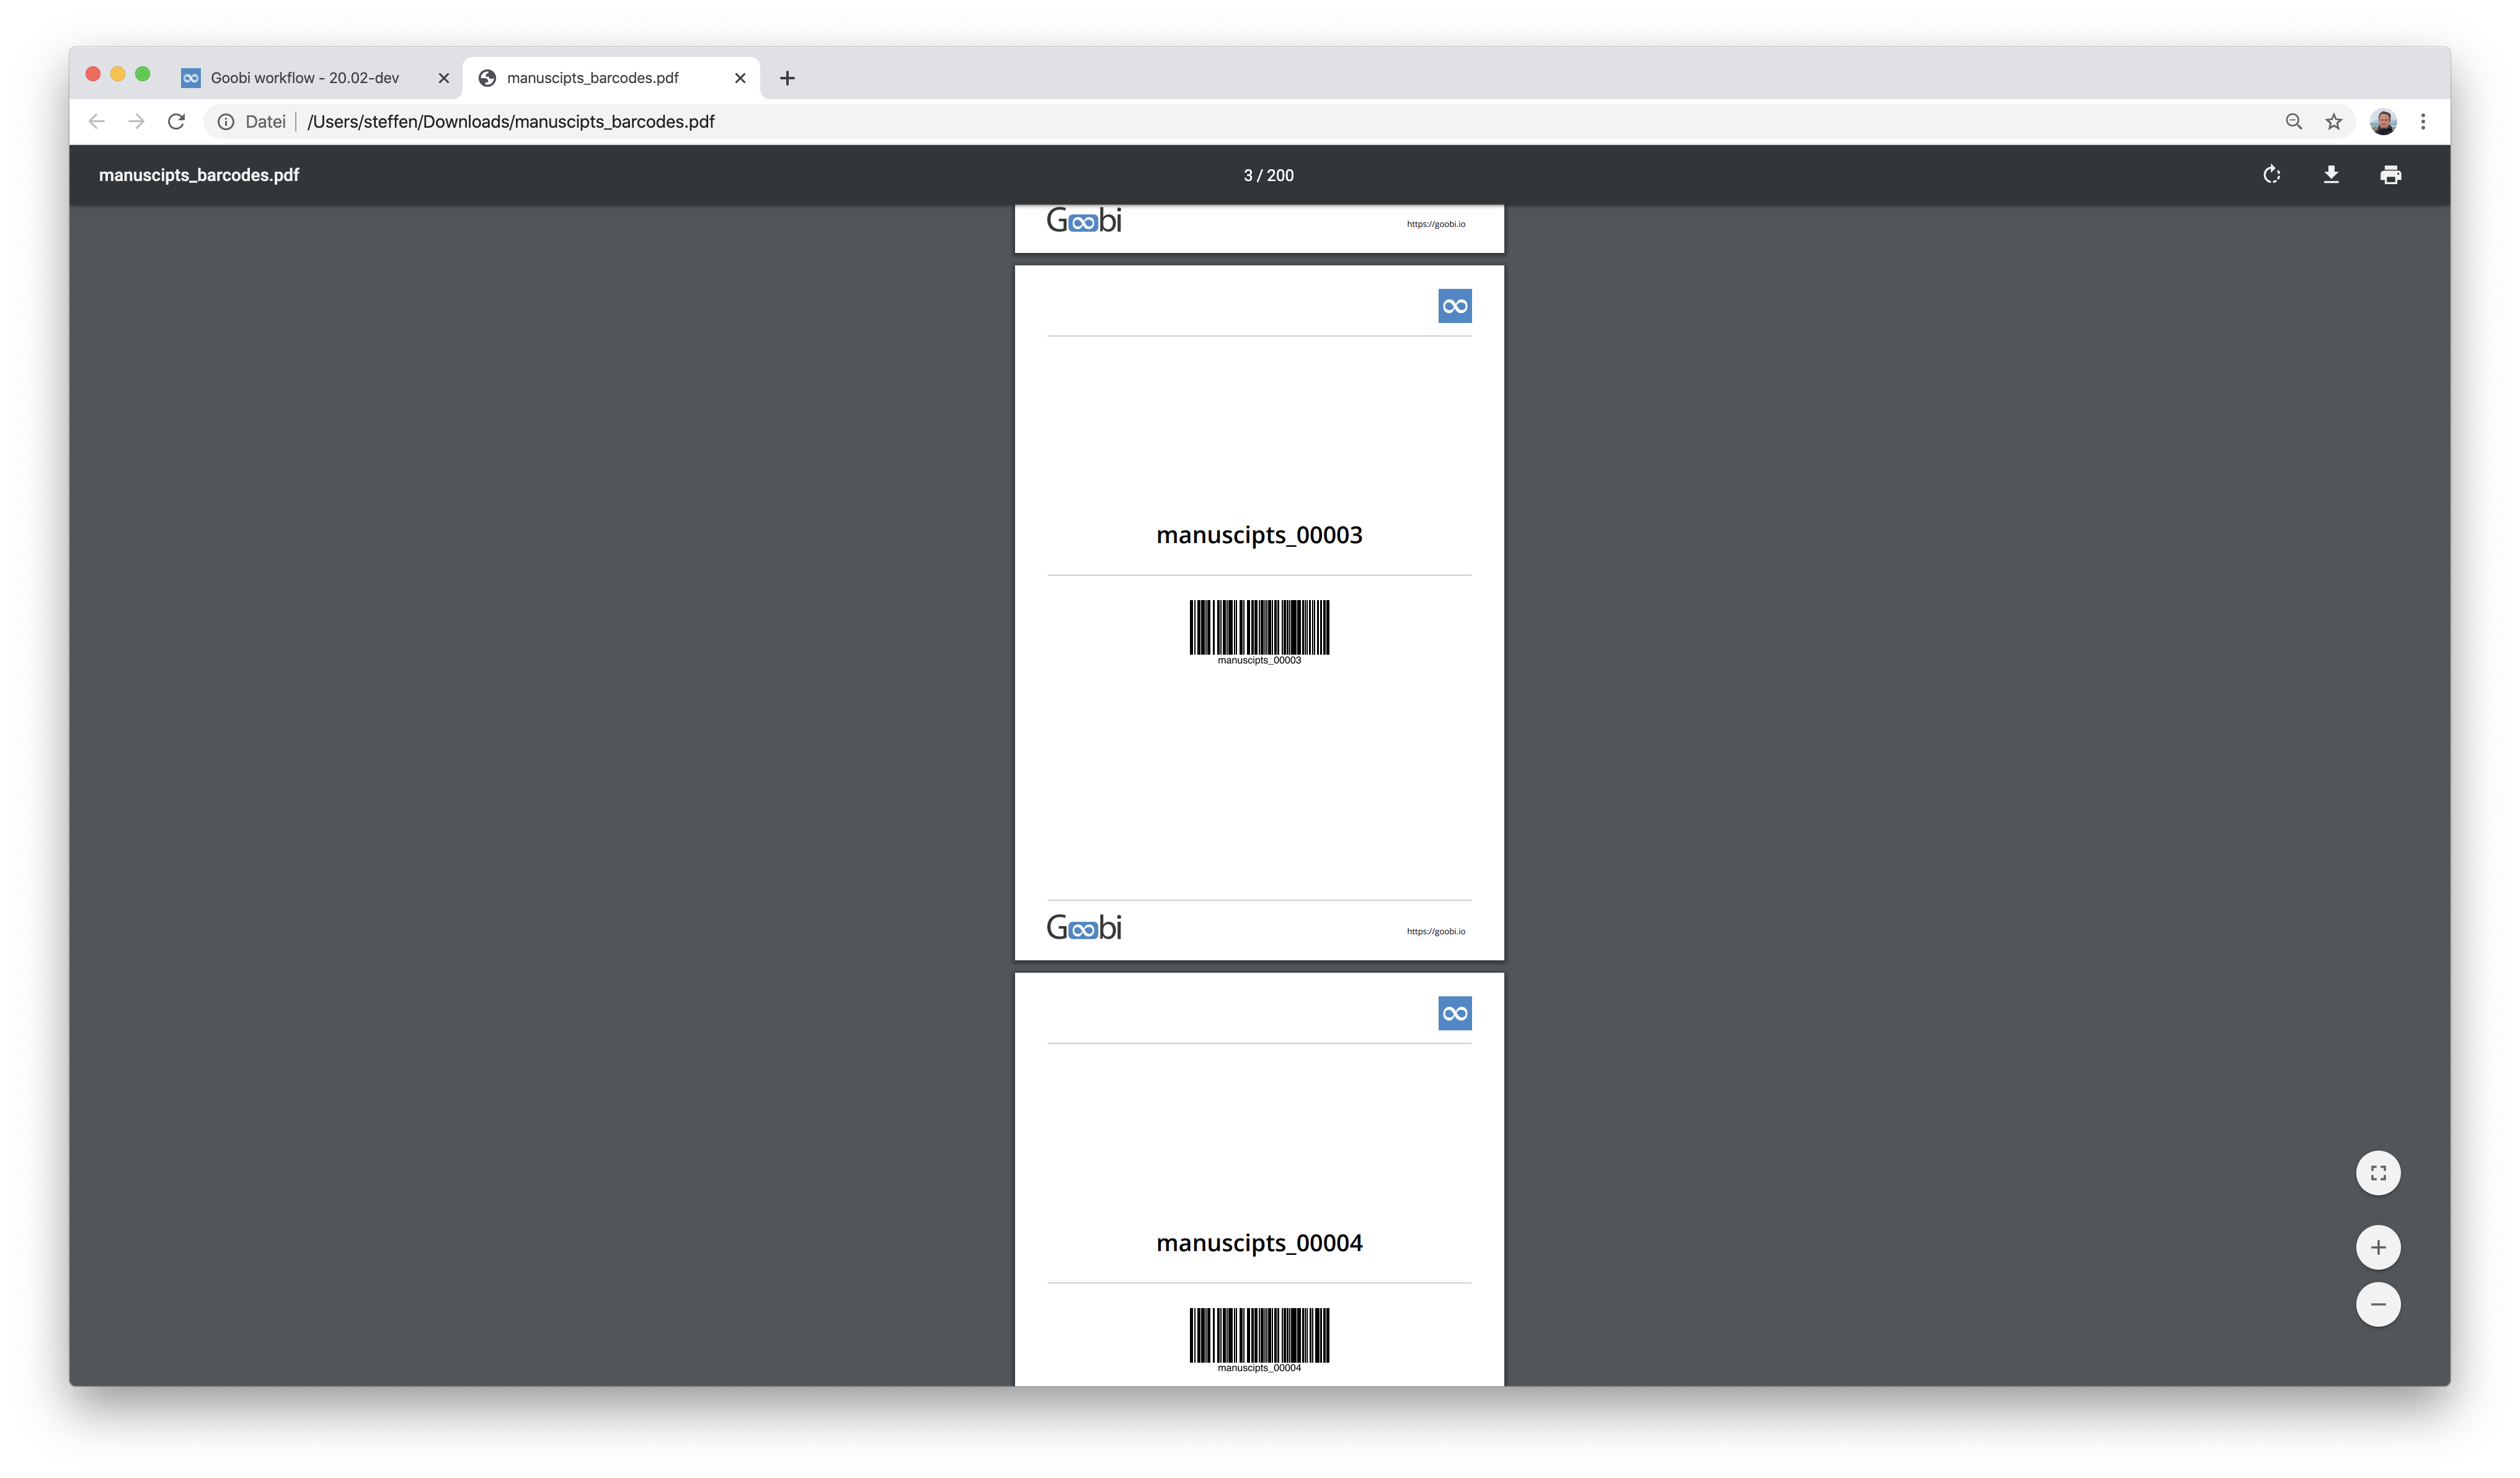 Goobi workflow - 20.02-dev
manuscipts_barcodes.pdf
Datei
/Users/steffen/Downloads/manuscipts_barcodes.pdf
manuscipts_barcodes.pdf
3 / 200
Goobi
https://goobi.io
manuscipts_00003
manuscipts_00003
Goobi
https://goobi.io
manuscipts_00004
manuscipts_00004